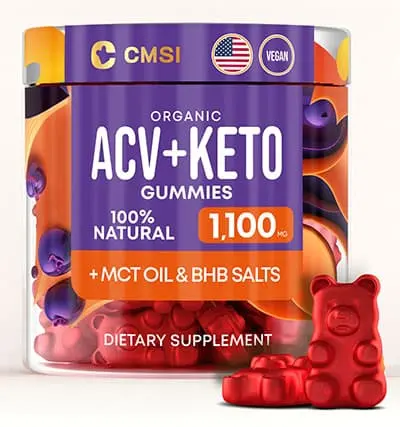 CMSI
VEGAN
ORGANIC
ACV+KETO
GUMMIES
100%
NATURAL
1,100 MG
+ MCT OIL & BHB SALTS
DIETARY SUPPLEMENT